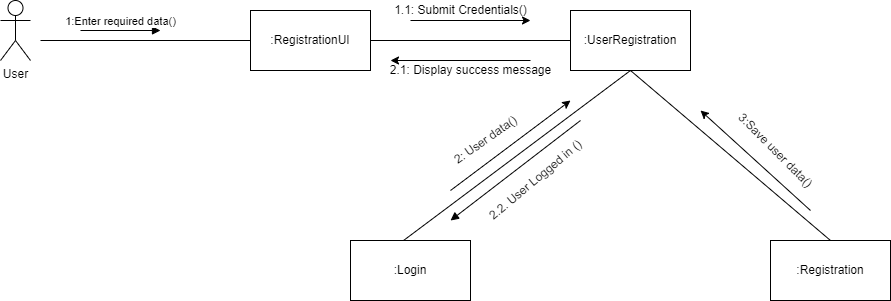 1:Enter required data()
1.1: Submit Credentials()
:RegistrationUI
:UserRegistration
User
2.1: Display success message
2: User data()
3:Save user data()
2.2. User Logged in ()
:Login
:Registration